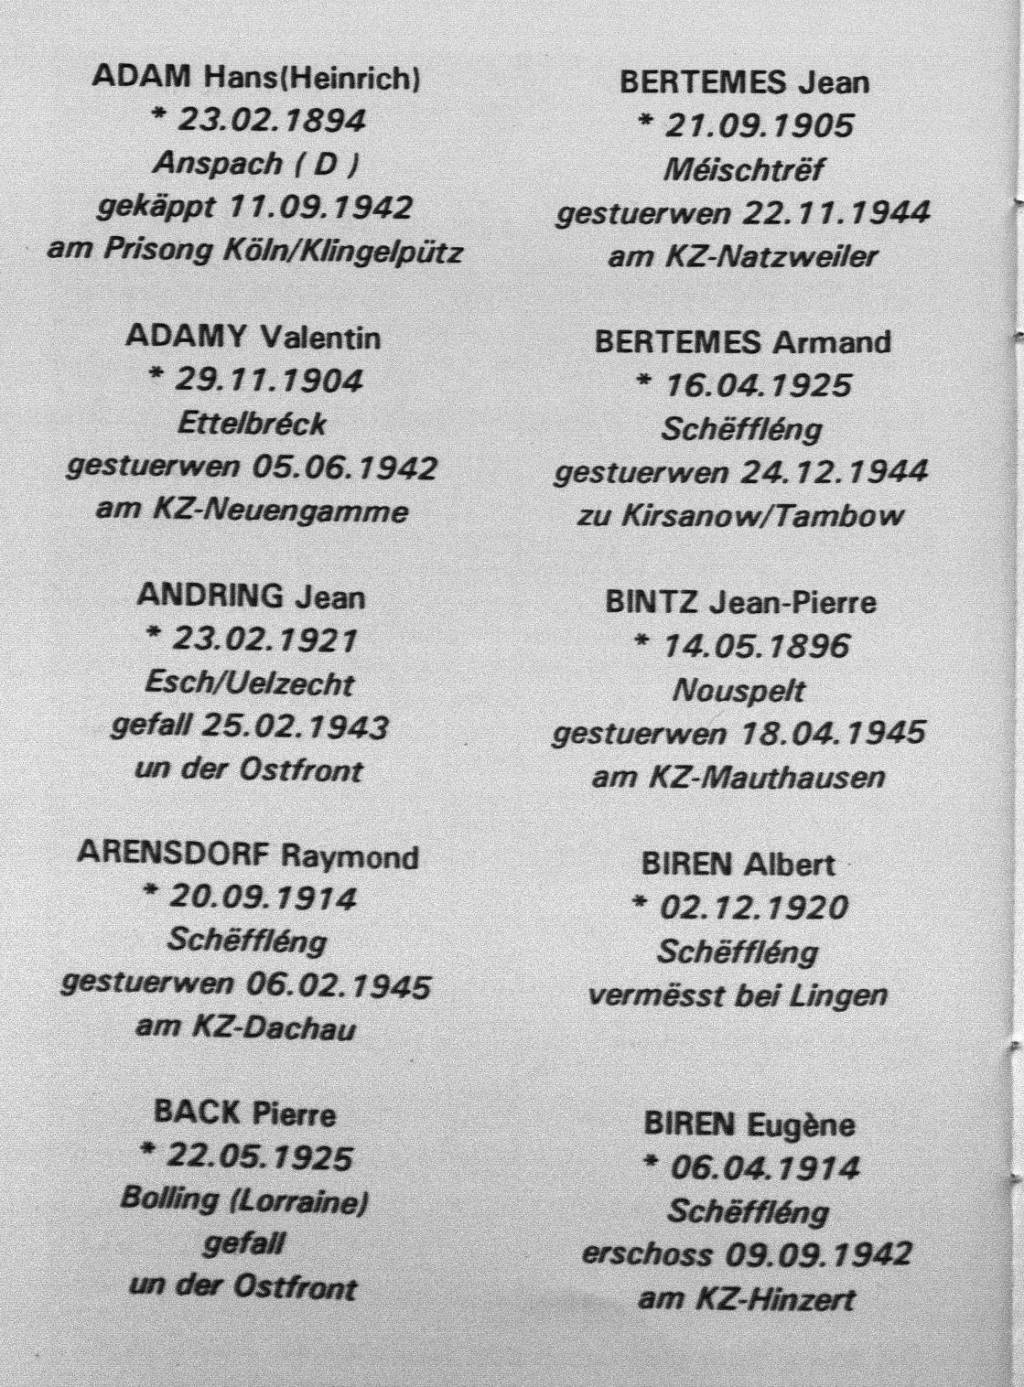 ADAM Hans(Heinrich)
* 23.02.1894
Anspach ( D )
gekäppt 11.09.1942
am Prisong Köln/Klingelpütz
ADAMY Valentin
* 29.11.1904
Ettelbréck
gestuerwen 05.06.1942
am KZ-Neuengamme
ANDRING Jean
* 23.02.1921
Esch/Uelzecht
gefall 25.02.1943
un der Ostfront
ARENSDORF Raymond
* 20.09.1914
Schëffléng
gestuerwen 06.02.1945
am KZ-Dachau
BACK Pierre
* 22.05.1925
Bolling (Lorraine)
gefall
un der Ostfront
BERTEMES Jean
* 21.09.1905
Méischtrëf
gestuerwen 22.11.1944
am KZ-Natzweiler
BERTEMES Armand
* 16.04.1925
Schëffléng
gestuerwen 24.12.1944
zu Kirsanow/Tambow
BINTZ Jean-Pierre
* 14.05.1896
Nouspelt
gestuerwen 18.04.1945
am KZ-Mauthausen
BIREN Albert
* 02.12.1920
Schëffléng
vermësst bei Lingen
BIREN Eugène
* 06.04.1914
Schëffléng
erschoss 09.09.1942
am KZ-Hinzert